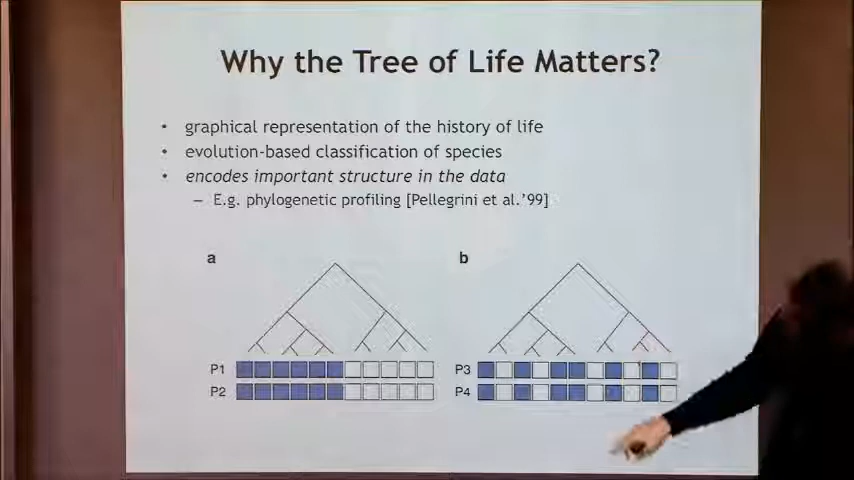 Why the Tree of Life Matters?
• graphical representation of the history of life
• evolution-based classification of species
• encodes important structure in the data
– E.g. phylogenetic profiling [Pellegrini et al.'99]
a
b
P1
P2
P3
P4